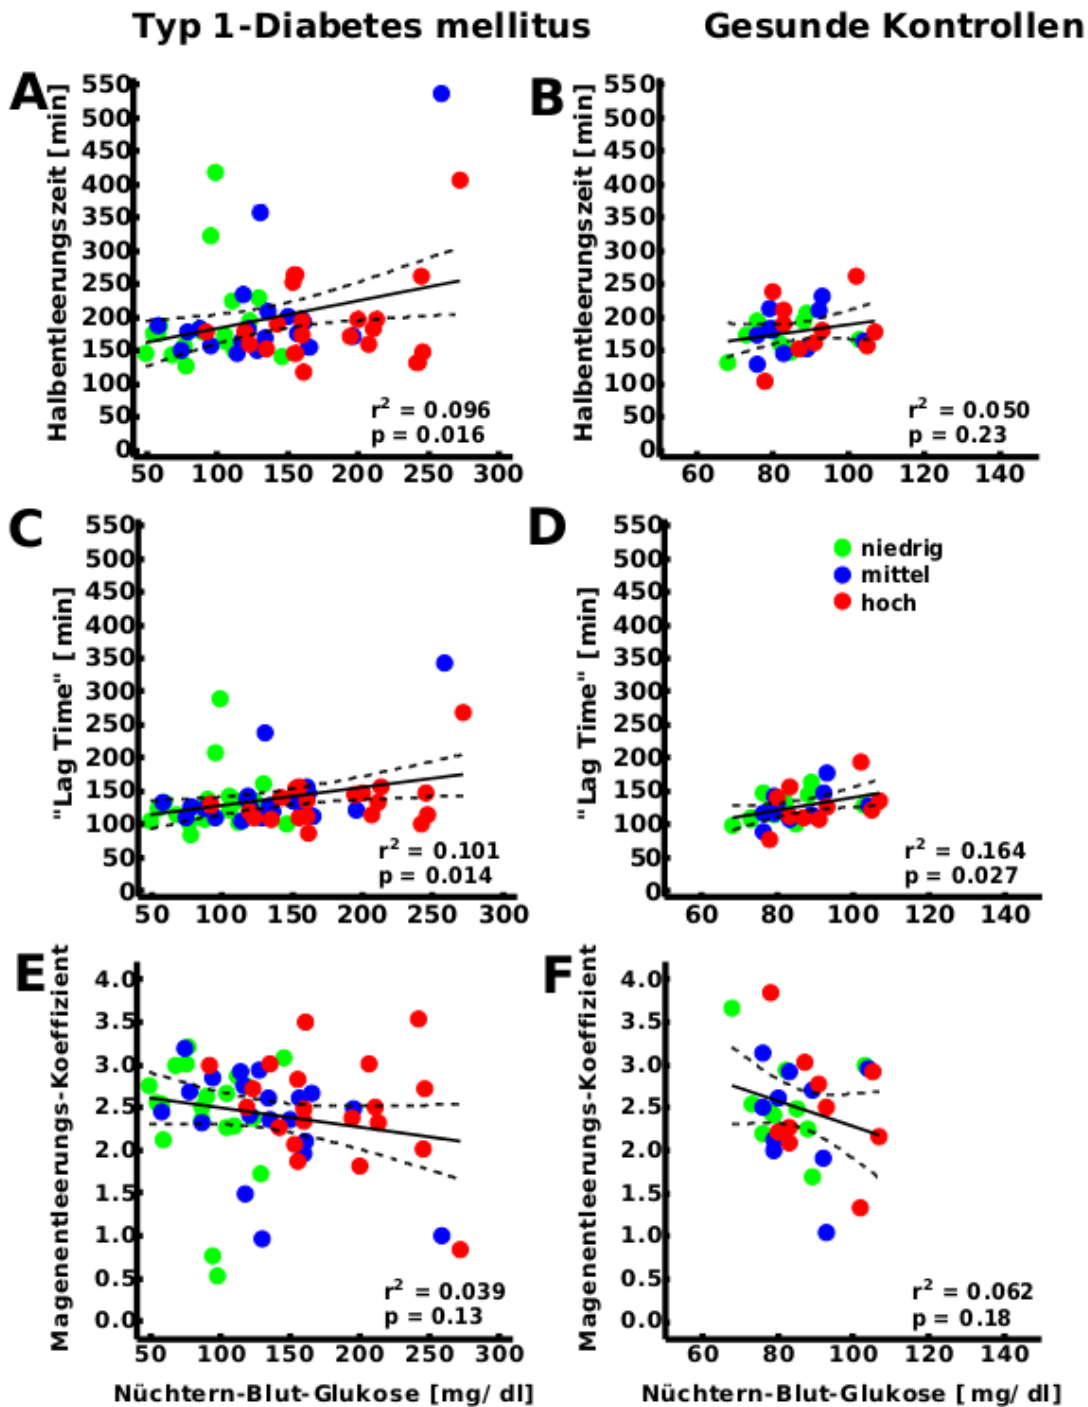 Typ 1-Diabetes mellitus
Gesunde Kontrollen
A
Halbentleerungszeit [min]
550
500
450
400
350
300
250
200
150
100
50
0
r² = 0.096
p = 0.016
50 100 150 200 250 300
B
Halbentleerungszeit [min]
550
500
450
400
350
300
250
200
150
100
50
0
r² = 0.050
p = 0.23
60 80 100 120 140
C
"Lag Time" [min]
550
500
450
400
350
300
250
200
150
100
50
0
r² = 0.101
p = 0.014
50 100 150 200 250 300
D
"Lag Time" [min]
550
500
450
400
350
300
250
200
150
100
50
0
niedrig
mittel
hoch
r² = 0.164
p = 0.027
60 80 100 120 140
E
Magenentleerungs-Koeffizient
4.0
3.5
3.0
2.5
2.0
1.5
1.0
0.5
0.0
r² = 0.039
p = 0.13
50 100 150 200 250 300
Nüchtern-Blut-Glukose [mg/ dl]
F
Magenentleerungs-Koeffizient
4.0
3.5
3.0
2.5
2.0
1.5
1.0
0.5
0.0
r² = 0.062
p = 0.18
60 80 100 120 140
Nüchtern-Blut-Glukose [ mg/ dl]